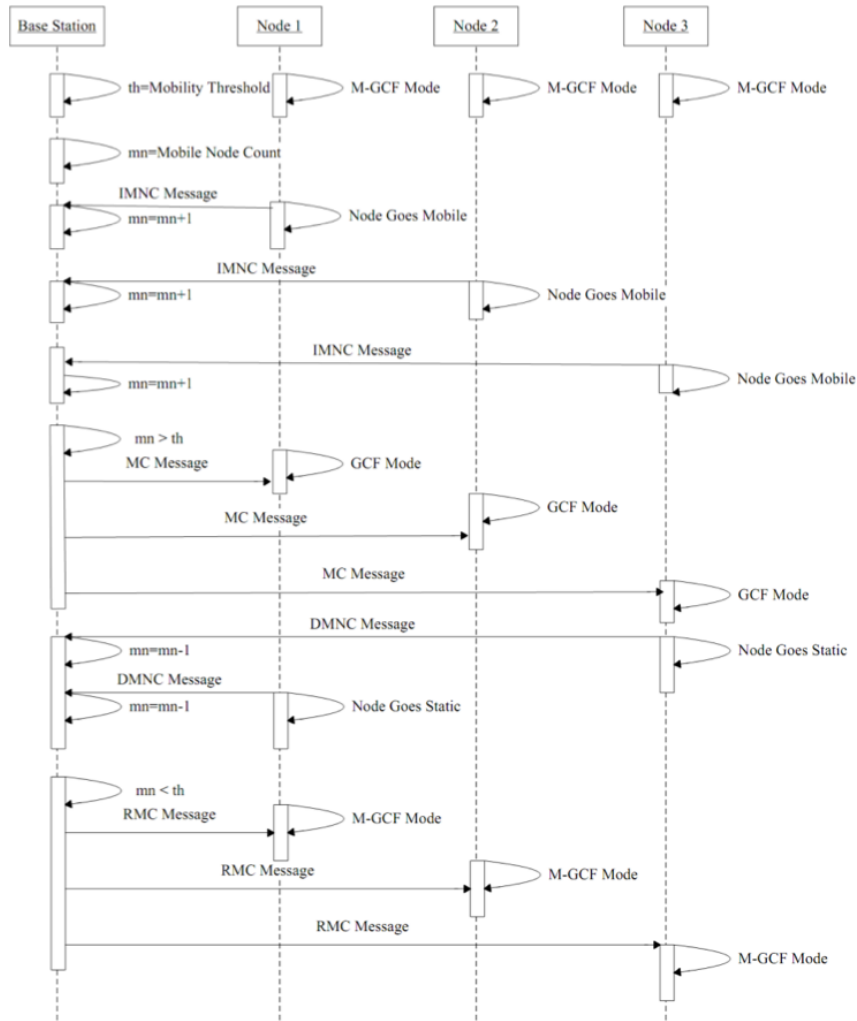 Base Station
Node 1
Node 2
Node 3
th=Mobility Threshold
M-GCF Mode
M-GCF Mode
M-GCF Mode
mn=Mobile Node Count
IMNC Message
mn=mn+1
Node Goes Mobile
IMNC Message
mn=mn+1
Node Goes Mobile
IMNC Message
mn=mn+1
Node Goes Mobile
mn > th
MC Message
GCF Mode
MC Message
GCF Mode
MC Message
GCF Mode
DMNC Message
mn=mn-1
Node Goes Static
DMNC Message
mn=mn-1
Node Goes Static
mn < th
RMC Message
M-GCF Mode
RMC Message
M-GCF Mode
RMC Message
M-GCF Mode